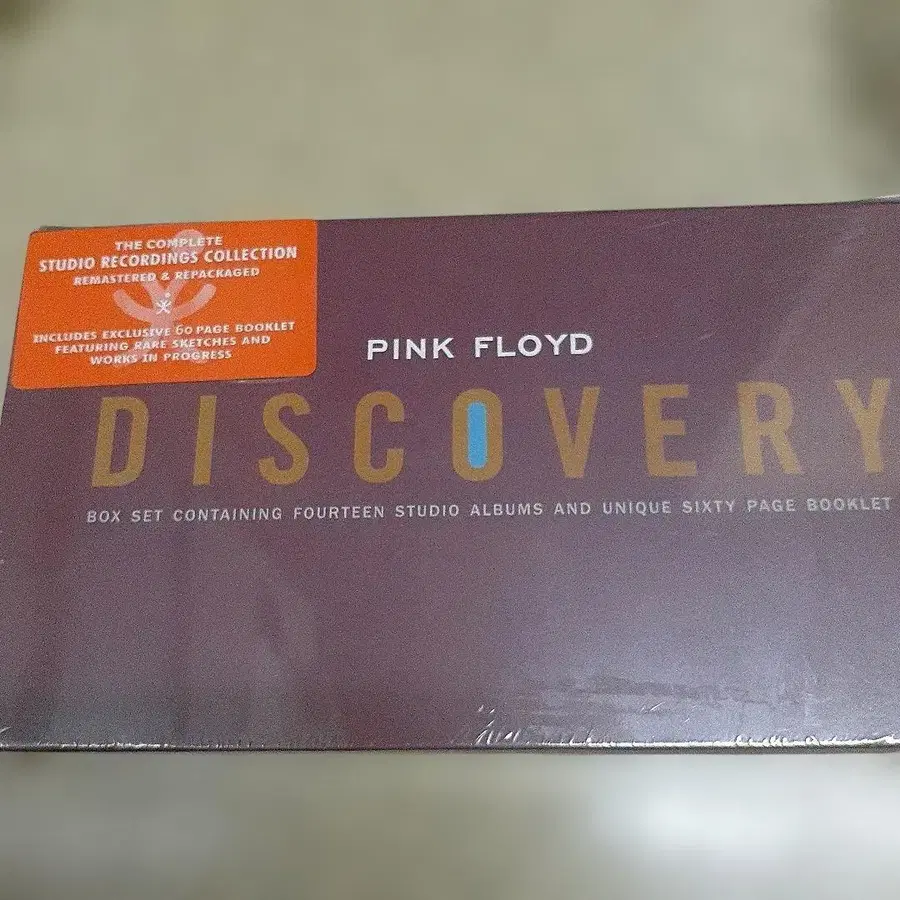 THE COMPLETE
STUDIO RECORDINGS COLLECTION
REMASTERED & REPACKAGED
INCLUDES EXCLUSIVE 60 PAGE BOOKLET
FEATURING RARE SKETCHES AND
WORKS IN PROGRESS
PINK FLOYD
DISCOVERY
BOX SET CONTAINING FOURTEEN STUDIO ALBUMS AND UNIQUE SIXTY PAGE BOOKLET